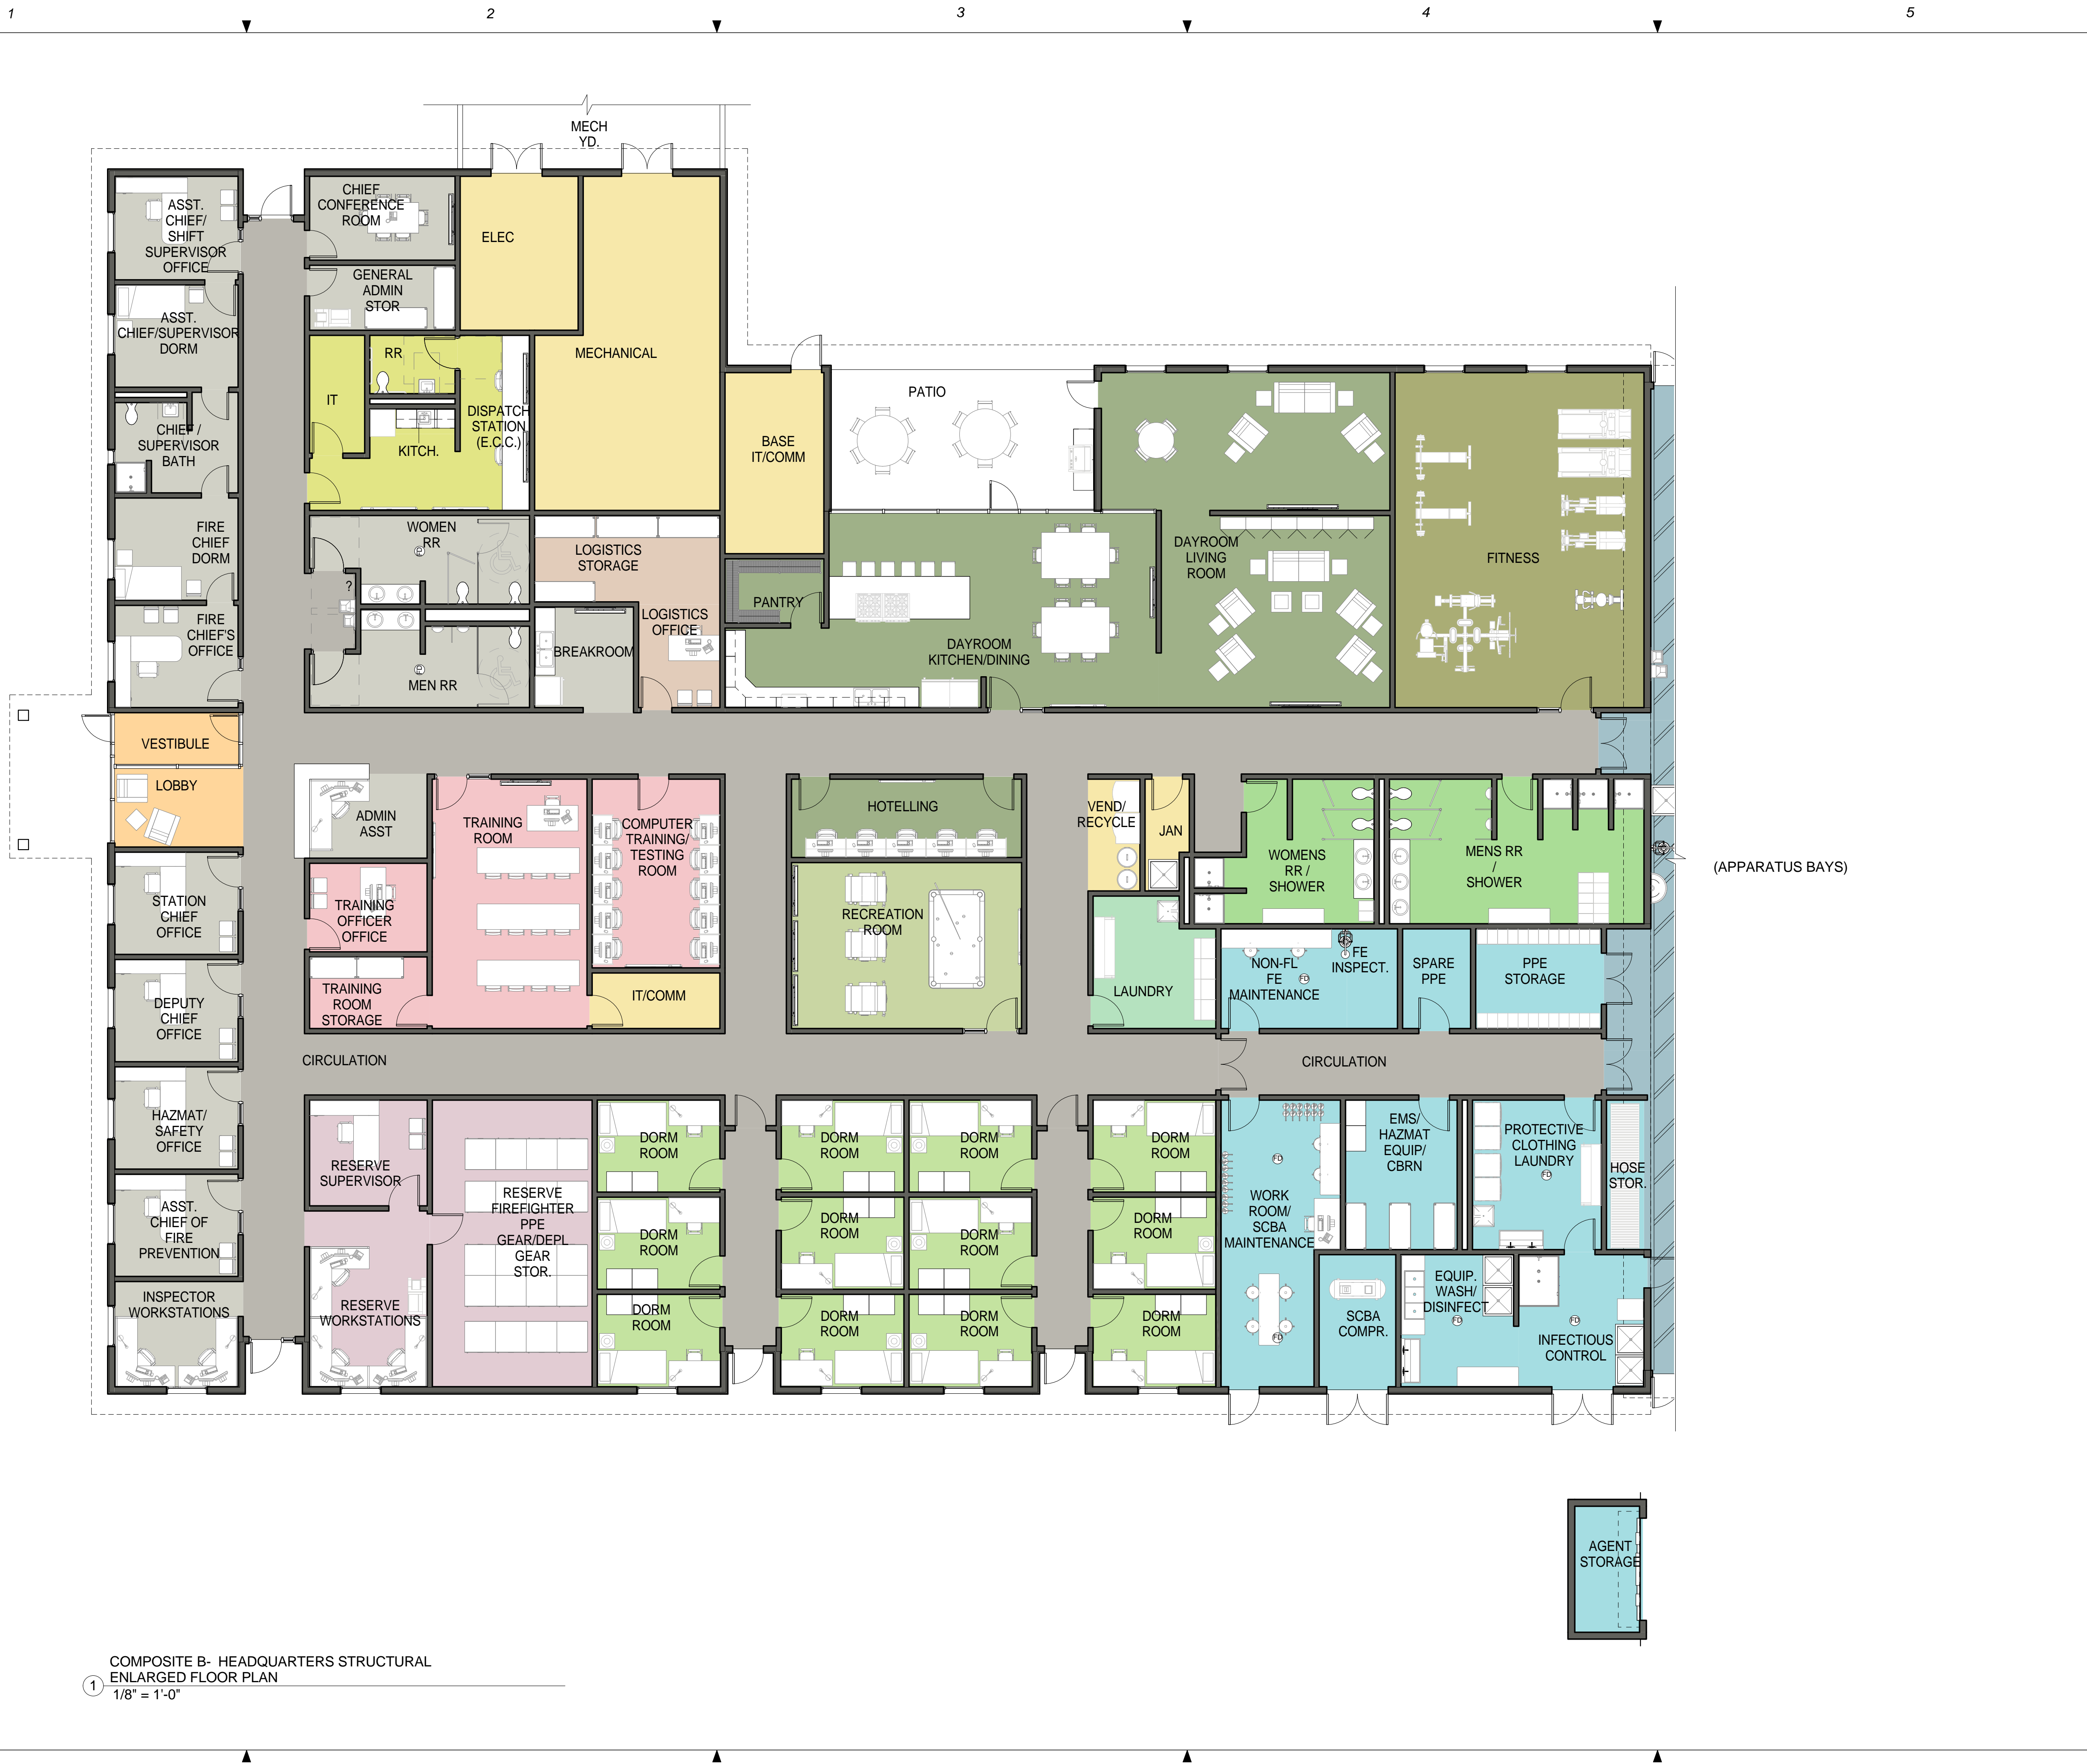 1
2
3
4
5
MECH
YD.
ASST.
CHIEF/
SHIFT
SUPERVISOR
OFFICE
CHIEF
CONFERENCE
ROOM
ELEC
GENERAL
ADMIN
STOR
ASST.
CHIEF/SUPERVISOR
DORM
MECHANICAL
RR
IT
DISPATCH
STATION
(E.C.C.)
KITCH.
CHIEF /
SUPERVISOR
BATH
BASE
IT/COMM
PATIO
FIRE
CHIEF
DORM
WOMEN
RR
LOGISTICS
STORAGE
DAYROOM
LIVING
ROOM
FITNESS
?
PANTRY
FIRE
CHIEF'S
OFFICE
LOGISTICS
OFFICE
BREAKROOM
DAYROOM
KITCHEN/DINING
MEN RR
VESTIBULE
LOBBY
ADMIN
ASST
TRAINING
ROOM
COMPUTER
TRAINING/
TESTING
ROOM
HOTELLING
VEND/
RECYCLE
JAN
WOMENS
RR /
SHOWER
MENS RR
/
SHOWER
(APPARATUS BAYS)
STATION
CHIEF
OFFICE
TRAINING
OFFICER
OFFICE
RECREATION
ROOM
NON-FL
FE
MAINTENANCE
FD
FE
INSPECT.
SPARE
PPE
PPE
STORAGE
DEPUTY
CHIEF
OFFICE
TRAINING
ROOM
STORAGE
IT/COMM
LAUNDRY
CIRCULATION
CIRCULATION
HAZMAT/
SAFETY
OFFICE
RESERVE
SUPERVISOR
DORM
ROOM
DORM
ROOM
DORM
ROOM
DORM
ROOM
FD
EMS/
HAZMAT
EQUIP/
CBRN
PROTECTIVE
CLOTHING
LAUNDRY
FD
HOSE
STOR.
ASST.
CHIEF OF
FIRE
PREVENTION
RESERVE
FIREFIGHTER
PPE
GEAR/DEPL
GEAR
STOR.
DORM
ROOM
DORM
ROOM
DORM
ROOM
DORM
ROOM
WORK
ROOM/
SCBA
MAINTENANCE
INSPECTOR
WORKSTATIONS
RESERVE
WORKSTATIONS
DORM
ROOM
DORM
ROOM
DORM
ROOM
DORM
ROOM
FD
SCBA
COMPR.
EQUIP.
WASH/
DISINFECT
FD
FD
INFECTIOUS
CONTROL
AGENT
STORAGE
COMPOSITE B- HEADQUARTERS STRUCTURAL
ENLARGED FLOOR PLAN
1
1/8" = 1'-0"